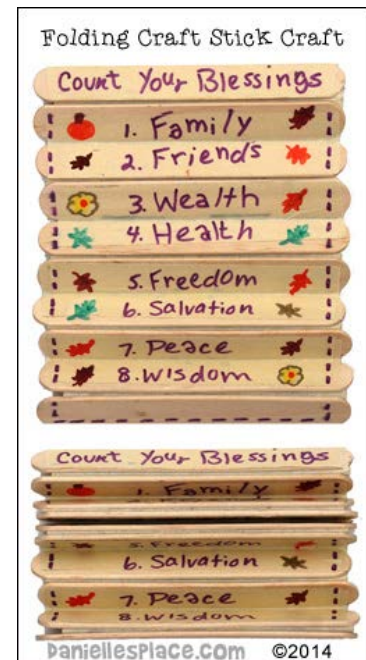 Folding Craft Stick Craft
Count Your Blessings
1. Family
2. Friends
3. Wealth
4. Health
5. Freedom
6. Salvation
7. Peace
8. Wisdom
Count Your Blessings
1. Family
5. Freedom
6. Salvation
7. Peace
8. Wisdom
DaniellesPlace.com ©2014